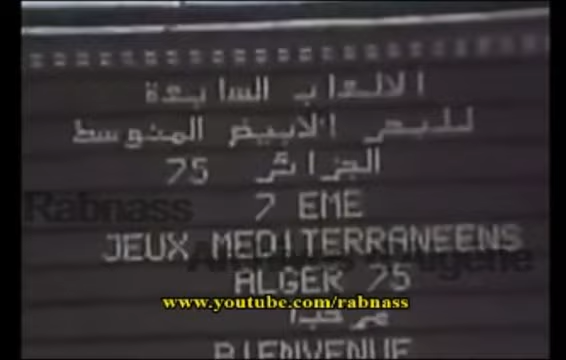 الالعاب السابعة
للبحر الابيض المتوسط
الجزائر 75
7 EME
JEUX MEDITERRANEENS
ALGER 75
www.youtube.com/rabnass
مرحبا
BIENVENUE
Rabnass